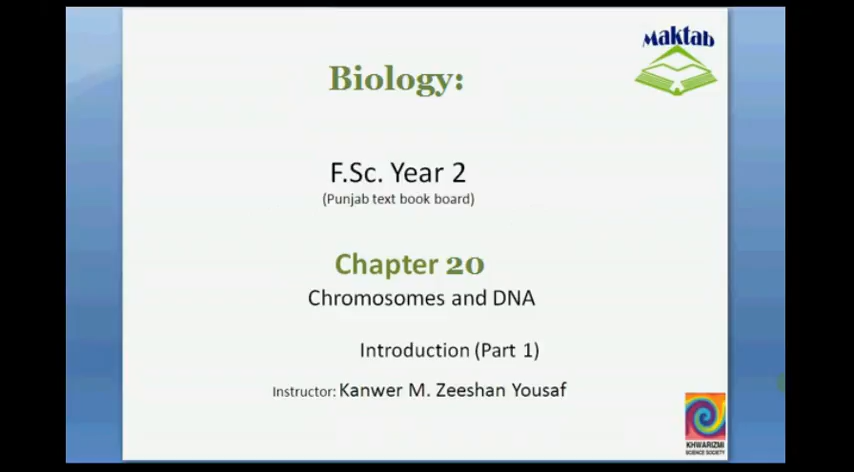 Maktab
Biology:
F.Sc. Year 2
(Punjab text book board)
Chapter 20
Chromosomes and DNA
Introduction (Part 1)
Instructor: Kanwer M. Zeeshan Yousaf
KHWARIZMI
SCIENCE SOCIETY